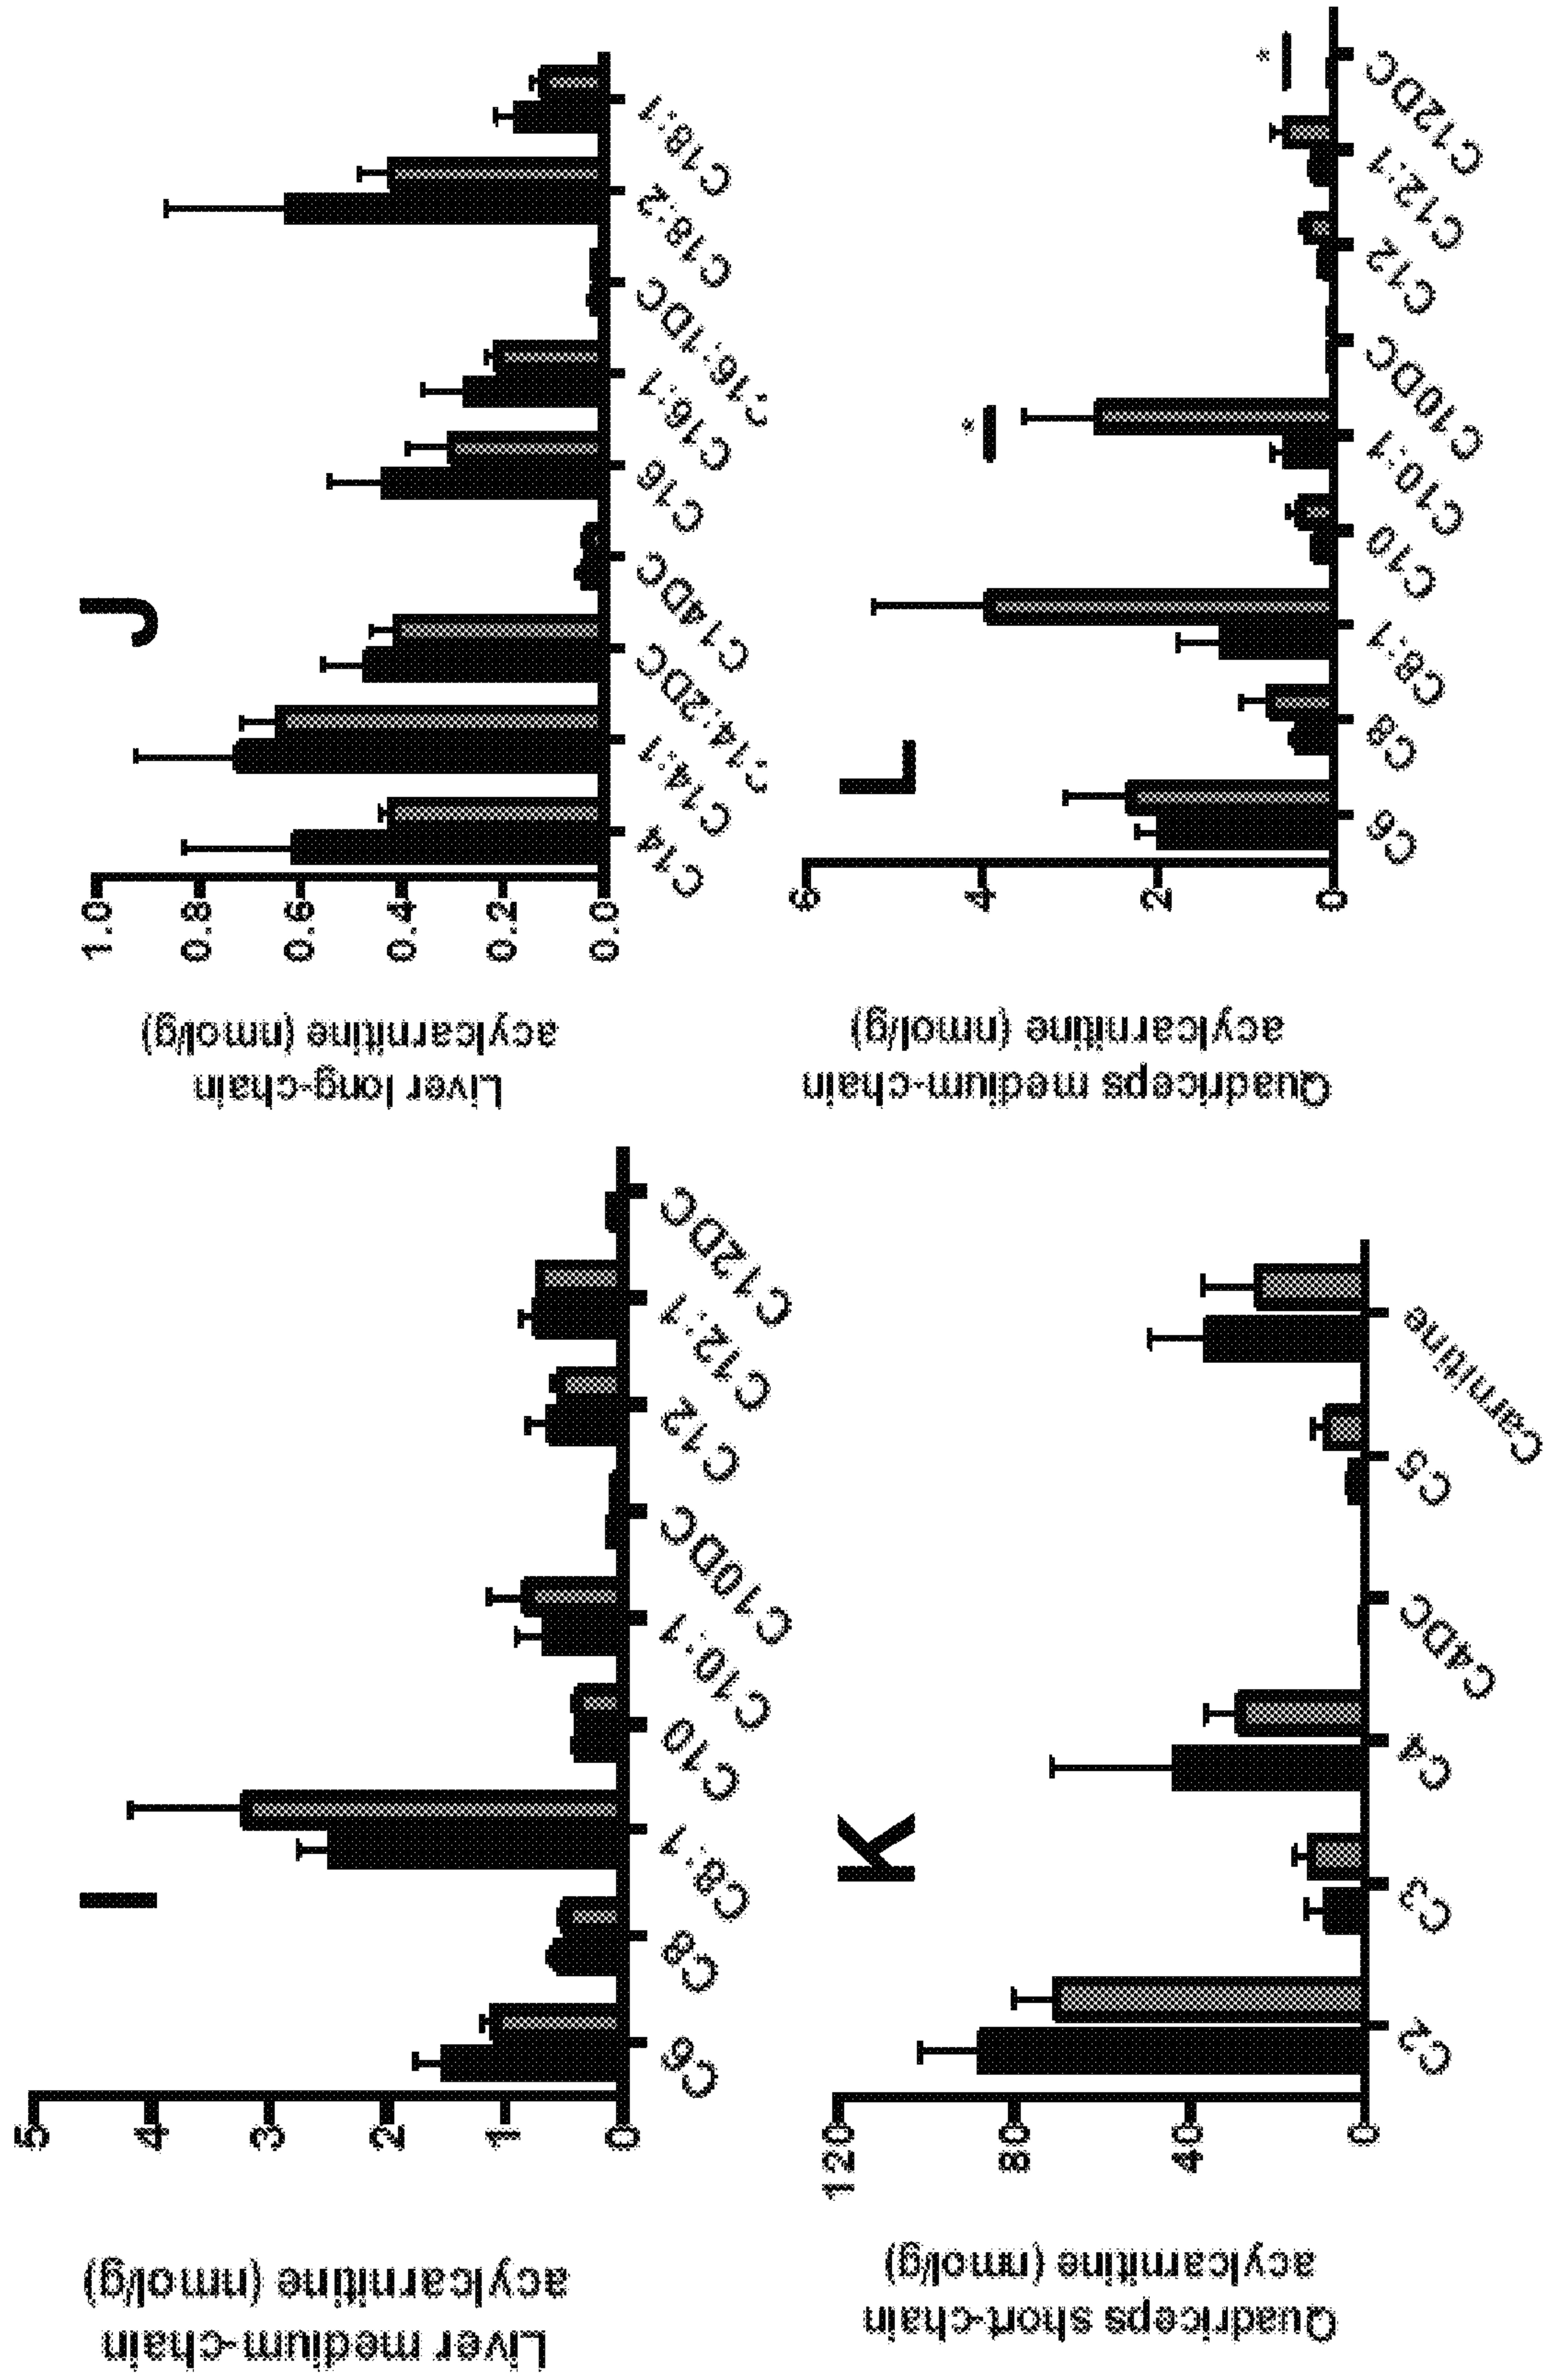 I
Liver medium-chain
acylcarnitine (nmol/g)
5
4
3
2
1
0
C6
C8
C8:1
C10
C10:1
C10DC
C12
C12:1
C12DC
J
Liver long-chain
acylcarnitine (nmol/g)
1.0
0.8
0.6
0.4
0.2
0.0
C14
C14:1
C14:2DC
C14DC
C16
C16:1
C16:1DC
C18:2
C18:1
K
Quadriceps short-chain
acylcarnitine (nmol/g)
120
80
40
0
C2
C3
C4
C4DC
C5
Carnitine
L
Quadriceps medium-chain
acylcarnitine (nmol/g)
6
4
2
0
*
*
C6
C8
C8:1
C10
C10:1
C10DC
C12
C12:1
C12DC